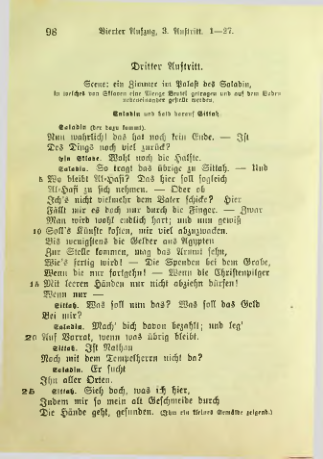 98 Vierter Aufzug, 3. Auftritt. 1—27.
Dritter Auftritt.
Scene: ein Zimmer im Palast des Saladin,
in welches von Sklaven eine Menge Beutel getragen und auf dem Boden
nebeneinander gestellt werden.
Saladin und bald darauf Sittah.
Saladin (der dazu kommt).
Nun wahrlich! das hat noch kein Ende. — Ist
Des Dings noch viel zurück?
Ein Sklave. Wohl noch die Hälfte.
Saladin. So tragt das übrige zu Sittah. — Und
5 Wo bleibt Al-Hafi? Das hier soll sogleich
Al-Hafi zu sich nehmen. — Oder ob
Ich's nicht vielmehr dem Vater schicke? Hier
Fällt mir es doch nur durch die Finger. — Zwar
Man wird wohl endlich hart; und nun gewiß
10 Soll's Künste kosten, mir viel abzuzwacken.
Bis wenigstens die Gelder aus Ägypten
Zur Stelle kommen, mag das Armut sehn,
Wie's fertig wird! — Die Spenden bei dem Grabe,
Wenn die nur fortgehn! — Wenn die Christenpilger
15 Mit leeren Händen nur nicht abziehn dürfen!
Wenn nur —
Sittah. Was soll nun das? Was soll das Geld
Bei mir?
Saladin. Mach' dich davon bezahlt; und leg'
20 Auf Vorrat, wenn was übrig bleibt.
Sittah. Ist Nathan
Noch mit dem Tempelherrn nicht da?
Saladin. Er sucht
Ihn aller Orten.
25 Sittah. Sieh doch, was ich hier,
Indem mir so mein alt Geschmeide durch
Die Hände geht, gefunden. (Ihm ein kleines Gemälde zeigend.)